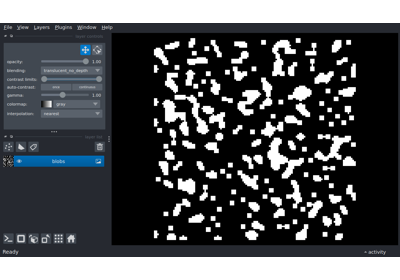 File View Layers Plugins Window Help
opacity: 1.00
blending: translucent_no_depth
contrast limits:
auto-contrast: once continuous
gamma: 1.00
colormap: gray
interpolation: nearest
blobs
Ready
activity